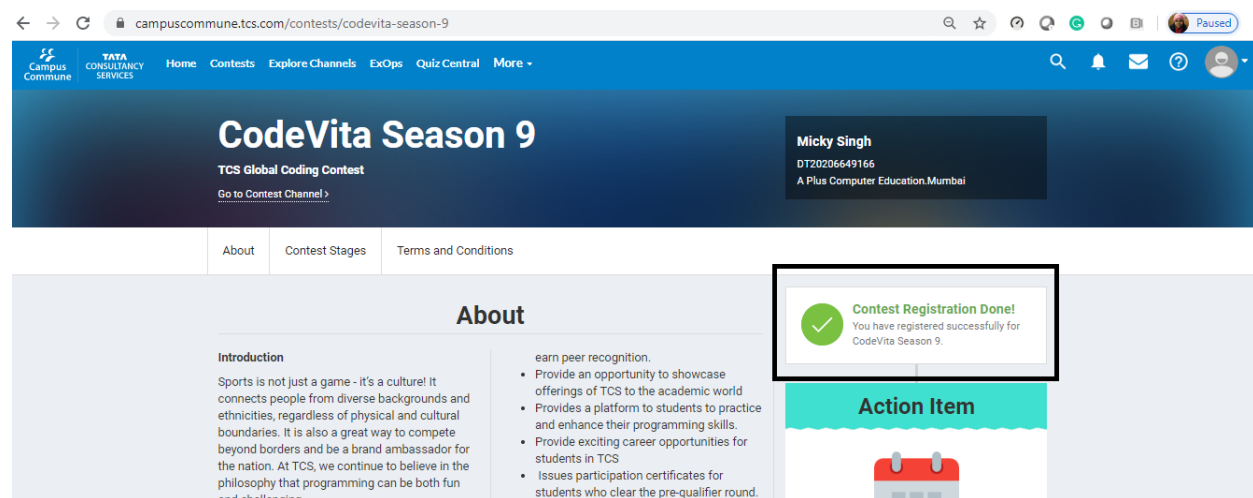 campuscommune.tcs.com/contests/codevita-season-9
Paused
Campus Commune
TATA CONSULTANCY SERVICES
Home Contests Explore Channels ExOps Quiz Central More
CodeVita Season 9
TCS Global Coding Contest
Go to Contest Channel >
Micky Singh
DT20206649166
A Plus Computer Education.Mumbai
About Contest Stages Terms and Conditions
About
Introduction
Sports is not just a game - it's a culture! It
connects people from diverse backgrounds and
ethnicities, regardless of physical and cultural
boundaries. It is also a great way to compete
beyond borders and be a brand ambassador for
the nation. At TCS, we continue to believe in the
philosophy that programming can be both fun
and challenging
earn peer recognition.
• Provide an opportunity to showcase
offerings of TCS to the academic world
• Provides a platform to students to practice
and enhance their programming skills.
• Provide exciting career opportunities for
students in TCS
• Issues participation certificates for
students who clear the pre-qualifier round.
Contest Registration Done!
You have registered successfully for
CodeVita Season 9.
Action Item